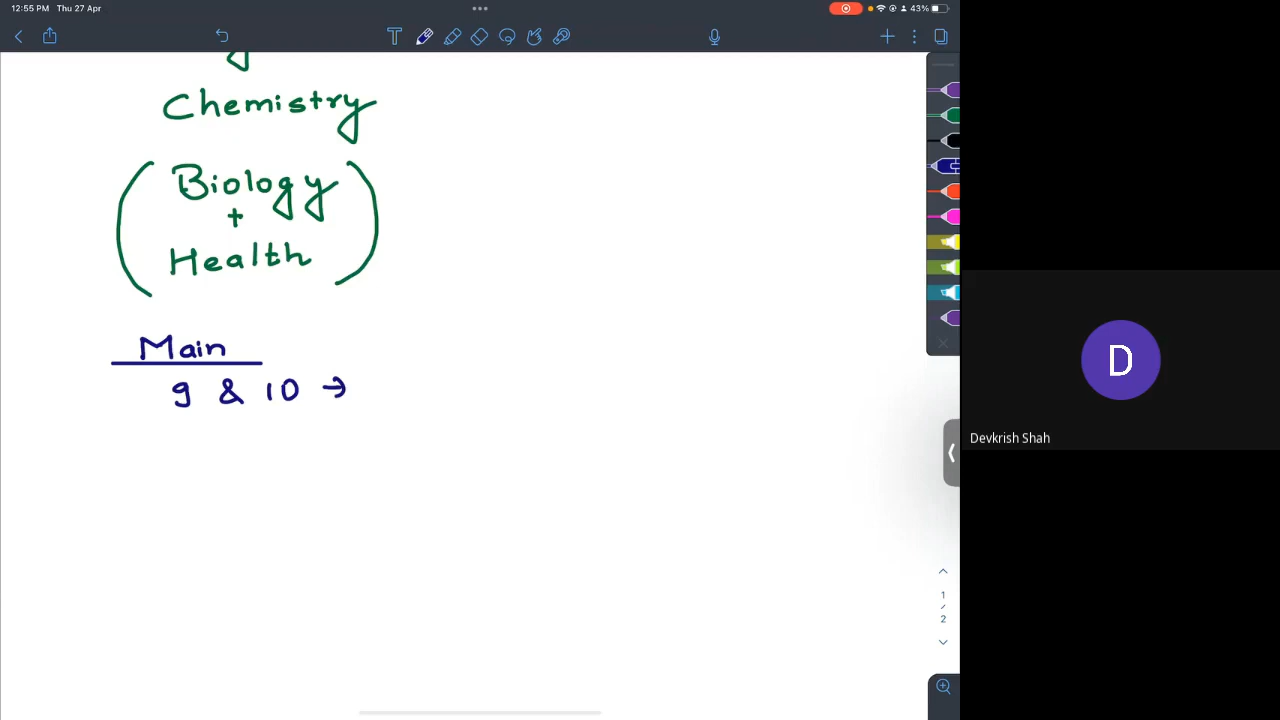 12:55 PM Thu 27 Apr
43%
Chemistry
( Biology
+
Health )
Main
9 & 10 →
1
/
2
D
Devkrish Shah